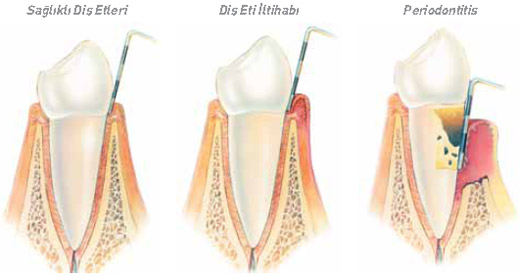 Sağlıklı Diş Etleri
Diş Eti İltihabı
Periodontitis